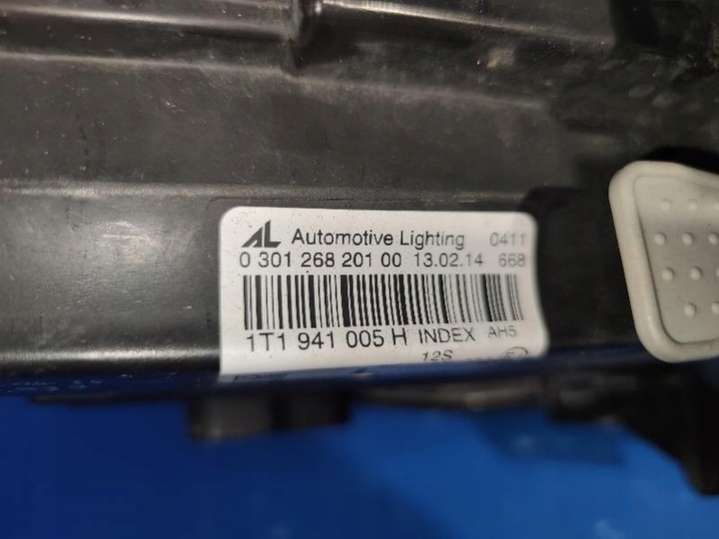 AL Automotive Lighting 0411
0 301 268 201 00 13.02.14 668
1T1 941 005 H INDEX AH5
12S